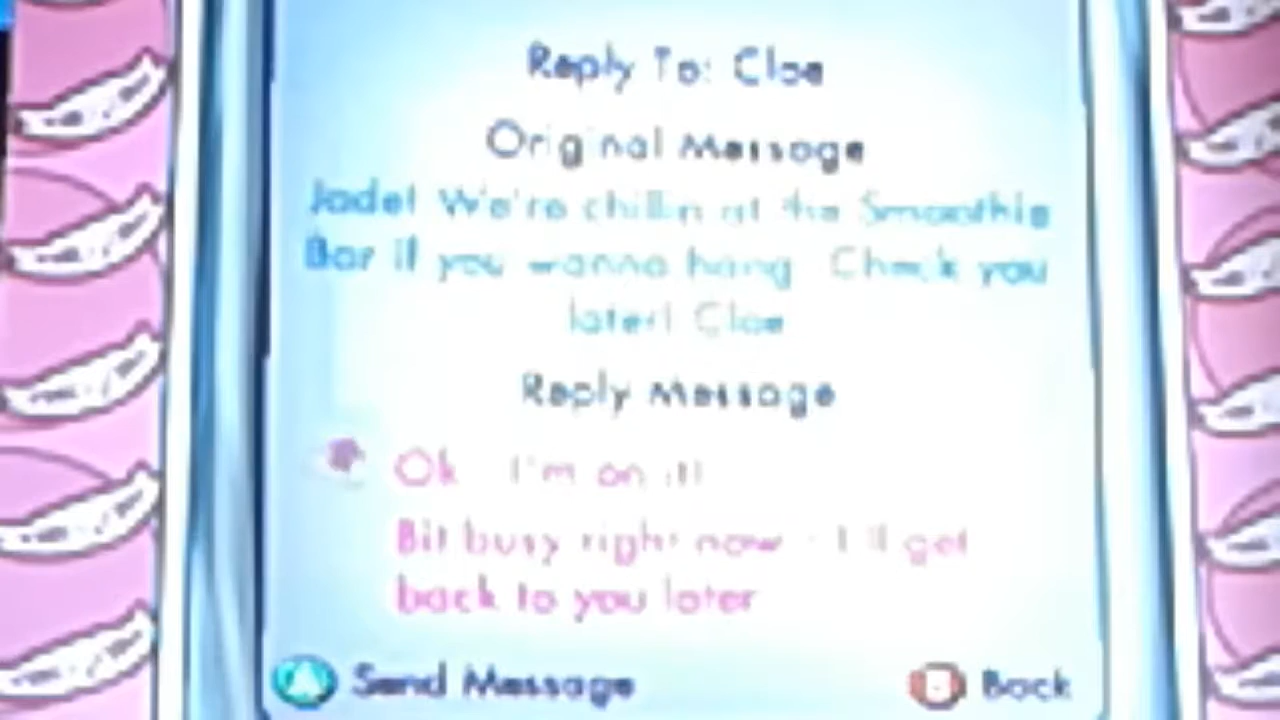 Reply To: Cloe
Original Message
Jade! We're chillin at the Smoothie
Bar if you wanna hang. Check you
later! Cloe
Reply Message
Ok - I'm on it!
Bit busy right now - I'll get
back to you later
Send Message
Back